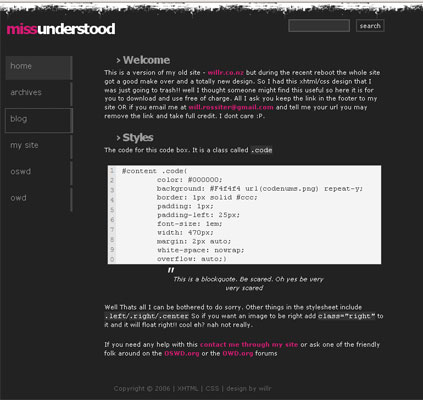 missunderstood
search
home
archives
blog
my site
oswd
owd
› Welcome
This is a version of my old site - willr.co.nz but during the recent reboot the whole site
got a good make over and a totally new design. So I had this xhtml/css design that I
was just going to trash!! well I thought someone might find this useful so here it is for
you to download and use free of charge. All I ask you keep the link in the footer to my
site OR if you email me at will.rossiter@gmail.com and tell me your url you may
remove the link and take full credit. I dont care :P.
› Styles
The code for this code box. It is a class called .code
1 #content .code{
2 color: #000000;
3 background: #F4f4f4 url(codenums.png) repeat-y;
4 border: 1px solid #ccc;
5 padding: 1px;
6 padding-left: 25px;
7 font-size: 1em;
8 width: 470px;
9 margin: 2px auto;
white-space: nowrap;
0 overflow: auto;}
"
This is a blockquote. Be scared. Oh yes be very
very scared
Well Thats all I can be bothered to do sorry. Other things in the stylesheet include
.left/.right/.center So if you want an image to be right add class="right" to
it and it will float right!! cool eh? nah not really.
If you need any help with this contact me through my site or ask one of the friendly
folk around on the OSWD.org or the OWD.org forums
Copyright © 2006 | XHTML | CSS | design by willr